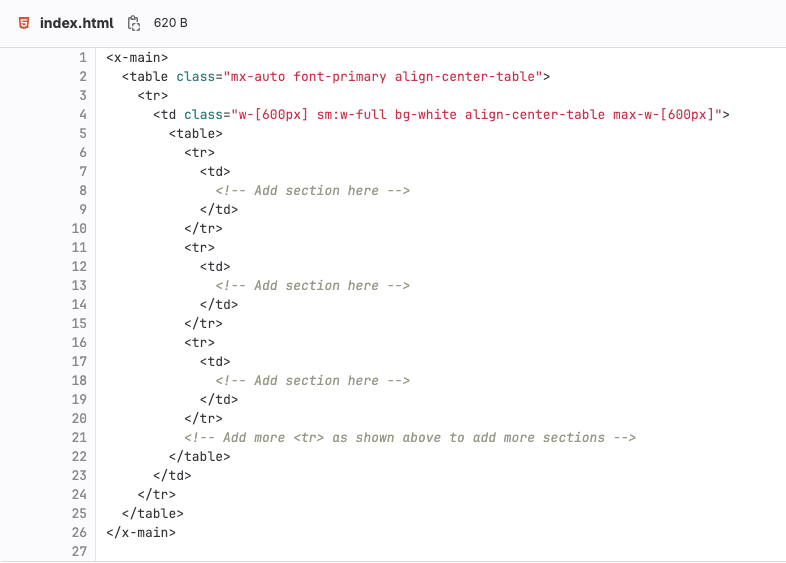 index.html 620 B
1 <x-main>
2   <table class="mx-auto font-primary align-center-table">
3     <tr>
4       <td class="w-[600px] sm:w-full bg-white align-center-table max-w-[600px]">
5         <table>
6           <tr>
7             <td>
8               <!-- Add section here -->
9             </td>
10           </tr>
11           <tr>
12             <td>
13               <!-- Add section here -->
14             </td>
15           </tr>
16           <tr>
17             <td>
18               <!-- Add section here -->
19             </td>
20           </tr>
21           <!-- Add more <tr> as shown above to add more sections -->
22         </table>
23       </td>
24     </tr>
25   </table>
26 </x-main>
27